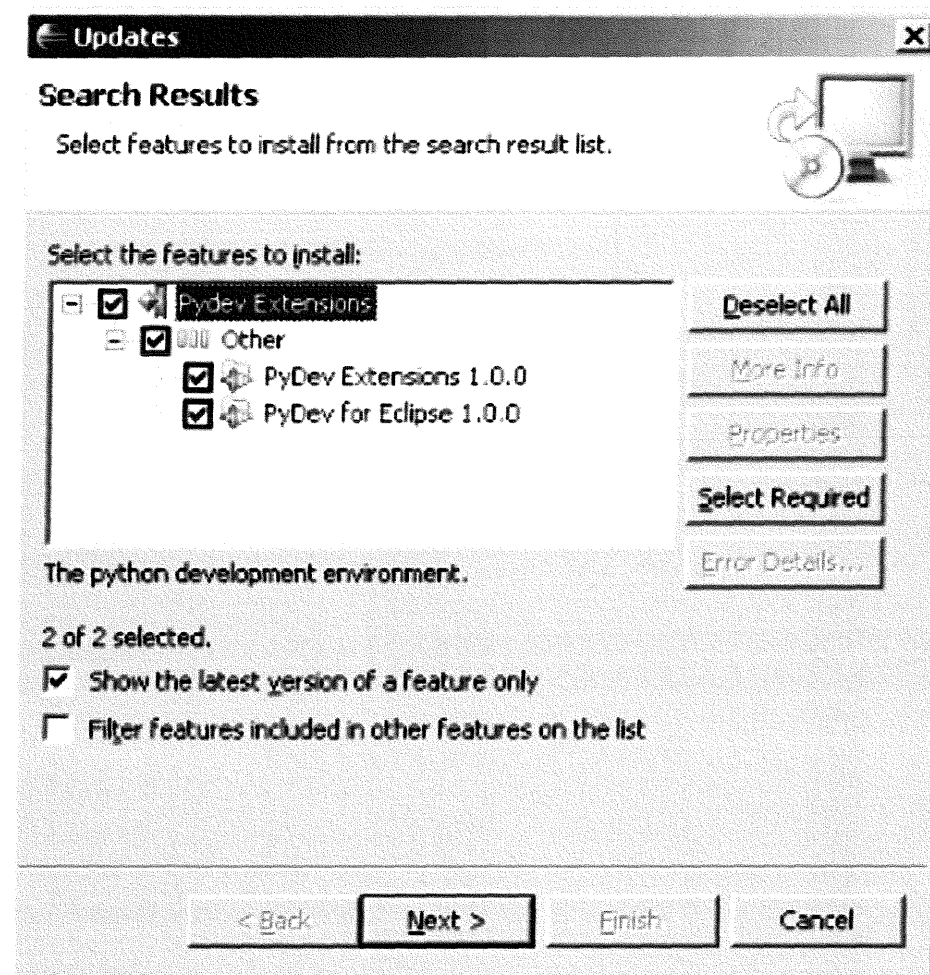 Updates
Search Results
Select features to install from the search result list.
Select the features to install:
Pydev Extensions
Other
PyDev Extensions 1.0.0
PyDev for Eclipse 1.0.0
Deselect All
More Info
Properties
Select Required
Error Details...
The python development environment.
2 of 2 selected.
Show the latest version of a feature only
Filter features included in other features on the list
< Back
Next >
Finish
Cancel